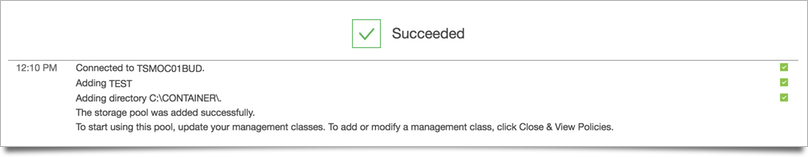 Succeeded
12:10 PM Connected to TSMOC01BUD.
Adding TEST
Adding directory C:\CONTAINER\.
The storage pool was added successfully.
To start using this pool, update your management classes. To add or modify a management class, click Close & View Policies.